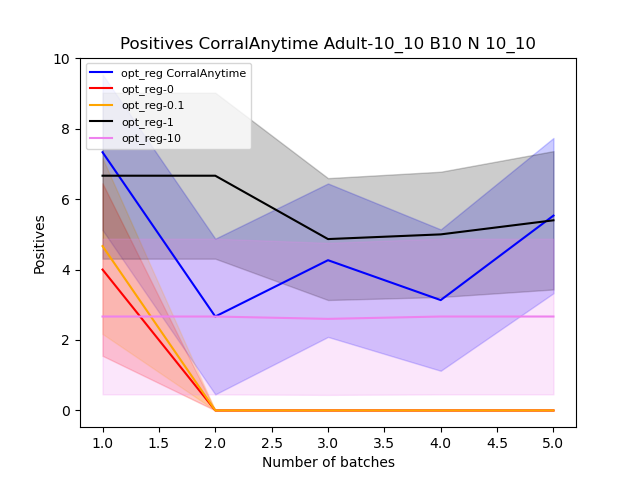 Positives CorralAnytime Adult-10_10 B10 N 10_10
opt_reg CorralAnytime
opt_reg-0
opt_reg-0.1
opt_reg-1
opt_reg-10
Positives
10
8
6
4
2
0
1.0 1.5 2.0 2.5 3.0 3.5 4.0 4.5 5.0
Number of batches